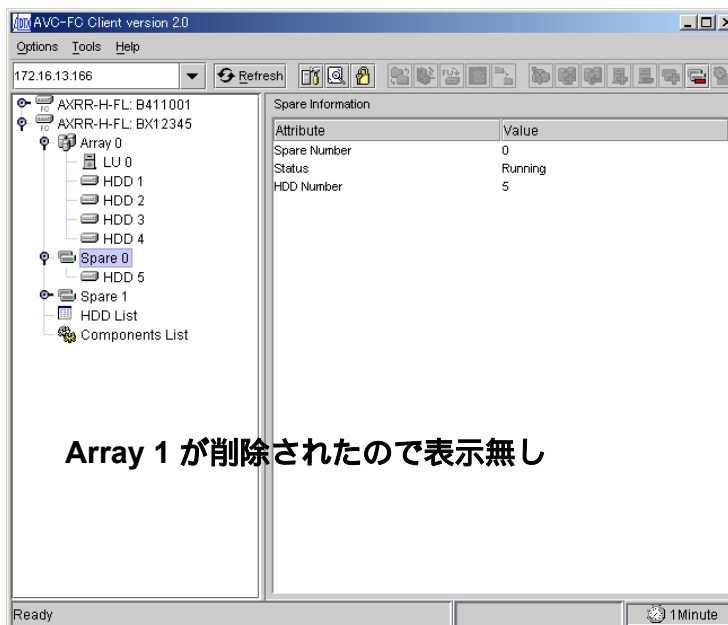 AVC-FC Client version 2.0
Options Tools Help
172.16.13.166 Refresh
AXRR-H-FL: B411001
AXRR-H-FL: BX12345
Array 0
LU 0
HDD 1
HDD 2
HDD 3
HDD 4
Spare 0
HDD 5
Spare 1
HDD List
Components List
Spare Information
Attribute Value
Spare Number 0
Status Running
HDD Number 5
Array 1 が削除されたので表示無し
Ready 1Minute